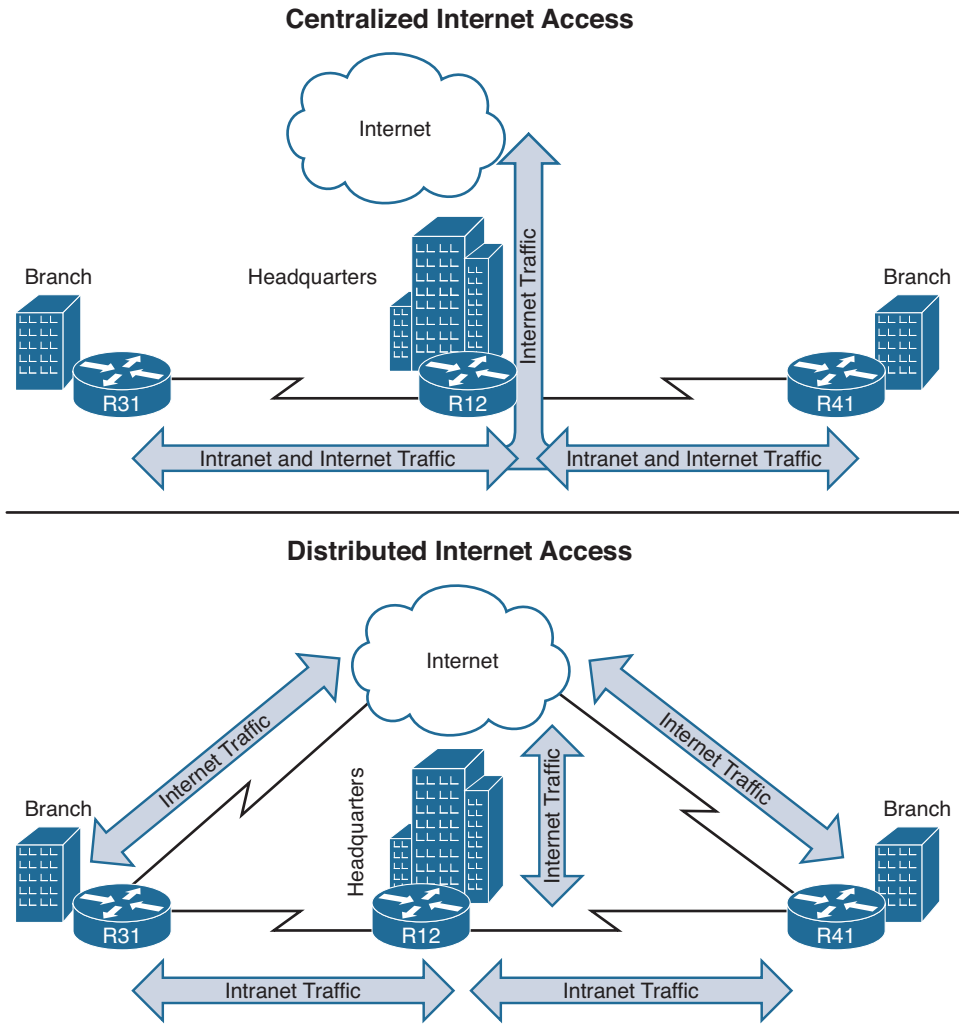 Centralized Internet Access
Internet
Internet Traffic
Branch
Headquarters
Branch
R31
R12
R41
Intranet and Internet Traffic
Intranet and Internet Traffic
Distributed Internet Access
Internet
Internet Traffic
Internet Traffic
Internet Traffic
Branch
Headquarters
Branch
R31
R12
R41
Intranet Traffic
Intranet Traffic